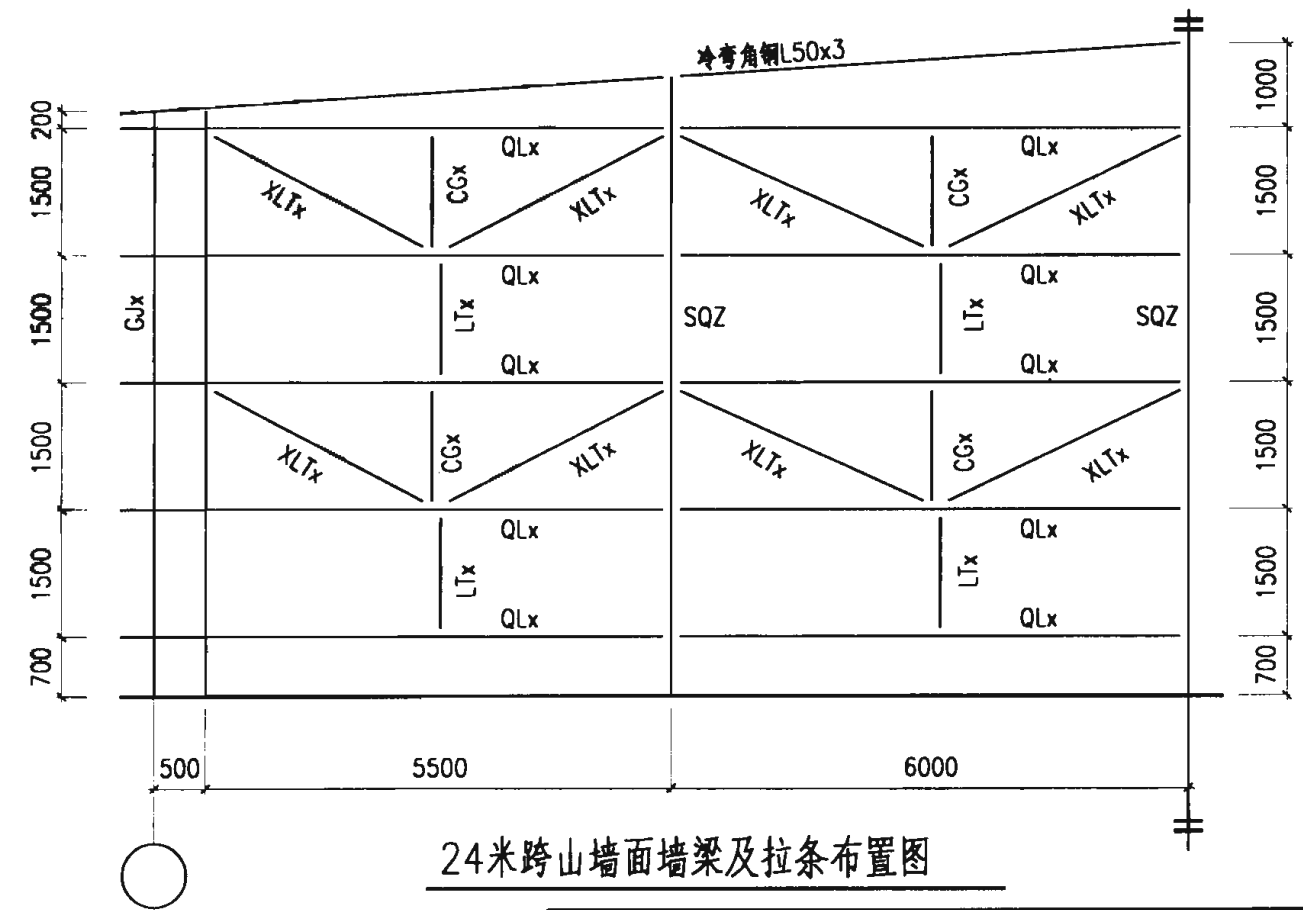 冷弯角钢L50x3
200
1000
QLx
QLx
XLTx
CGx
XLTx
XLTx
CGx
XLTx
1500
1500
QLx
QLx
GJx
LTx
SQZ
LTx
SQZ
1500
1500
QLx
QLx
XLTx
CGx
XLTx
XLTx
CGx
XLTx
1500
1500
QLx
QLx
LTx
LTx
1500
1500
QLx
QLx
700
700
500
5500
6000
24米跨山墙面墙梁及拉条布置图